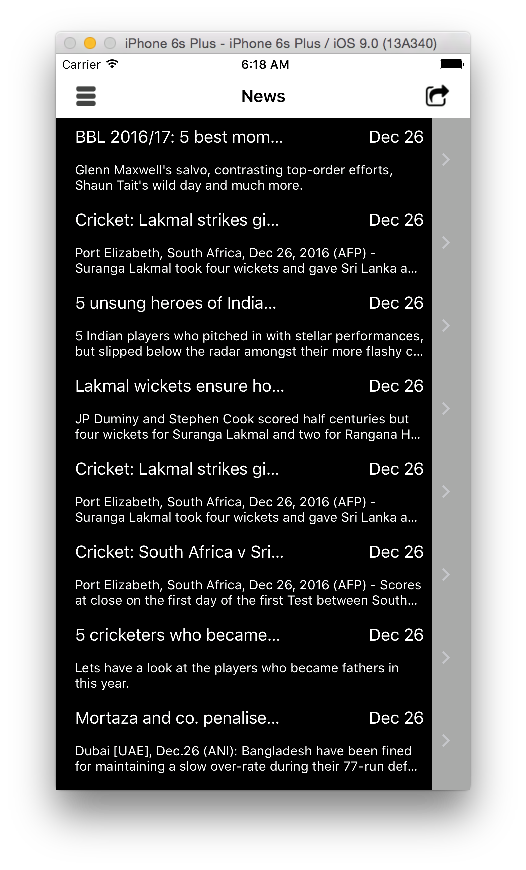 iPhone 6s Plus - iPhone 6s Plus / iOS 9.0 (13A340)
Carrier 6:18 AM
News
BBL 2016/17: 5 best mom... Dec 26
Glenn Maxwell's salvo, contrasting top-order efforts,
Shaun Tait's wild day and much more.
Cricket: Lakmal strikes gi... Dec 26
Port Elizabeth, South Africa, Dec 26, 2016 (AFP) -
Suranga Lakmal took four wickets and gave Sri Lanka a...
5 unsung heroes of India... Dec 26
5 Indian players who pitched in with stellar performances,
but slipped below the radar amongst their more flashy c...
Lakmal wickets ensure ho... Dec 26
JP Duminy and Stephen Cook scored half centuries but
four wickets for Suranga Lakmal and two for Rangana H...
Cricket: Lakmal strikes gi... Dec 26
Port Elizabeth, South Africa, Dec 26, 2016 (AFP) -
Suranga Lakmal took four wickets and gave Sri Lanka a...
Cricket: South Africa v Sri... Dec 26
Port Elizabeth, South Africa, Dec 26, 2016 (AFP) - Scores
at close on the first day of the first Test between South...
5 cricketers who became... Dec 26
Lets have a look at the players who became fathers in
this year.
Mortaza and co. penalise... Dec 26
Dubai [UAE], Dec.26 (ANI): Bangladesh have been fined
for maintaining a slow over-rate during their 77-run def...